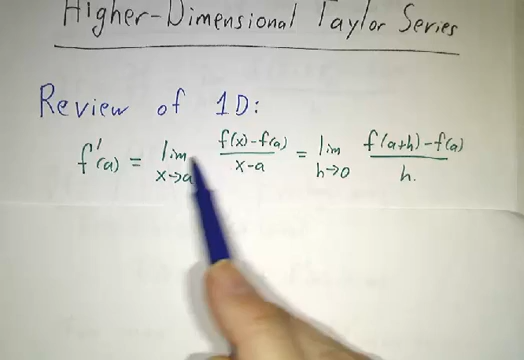 Higher-Dimensional Taylor Series
Review of 1D:
f'(a) = lim x→a f(x)-f(a) / x-a = lim h→0 f(a+h)-f(a) / h.